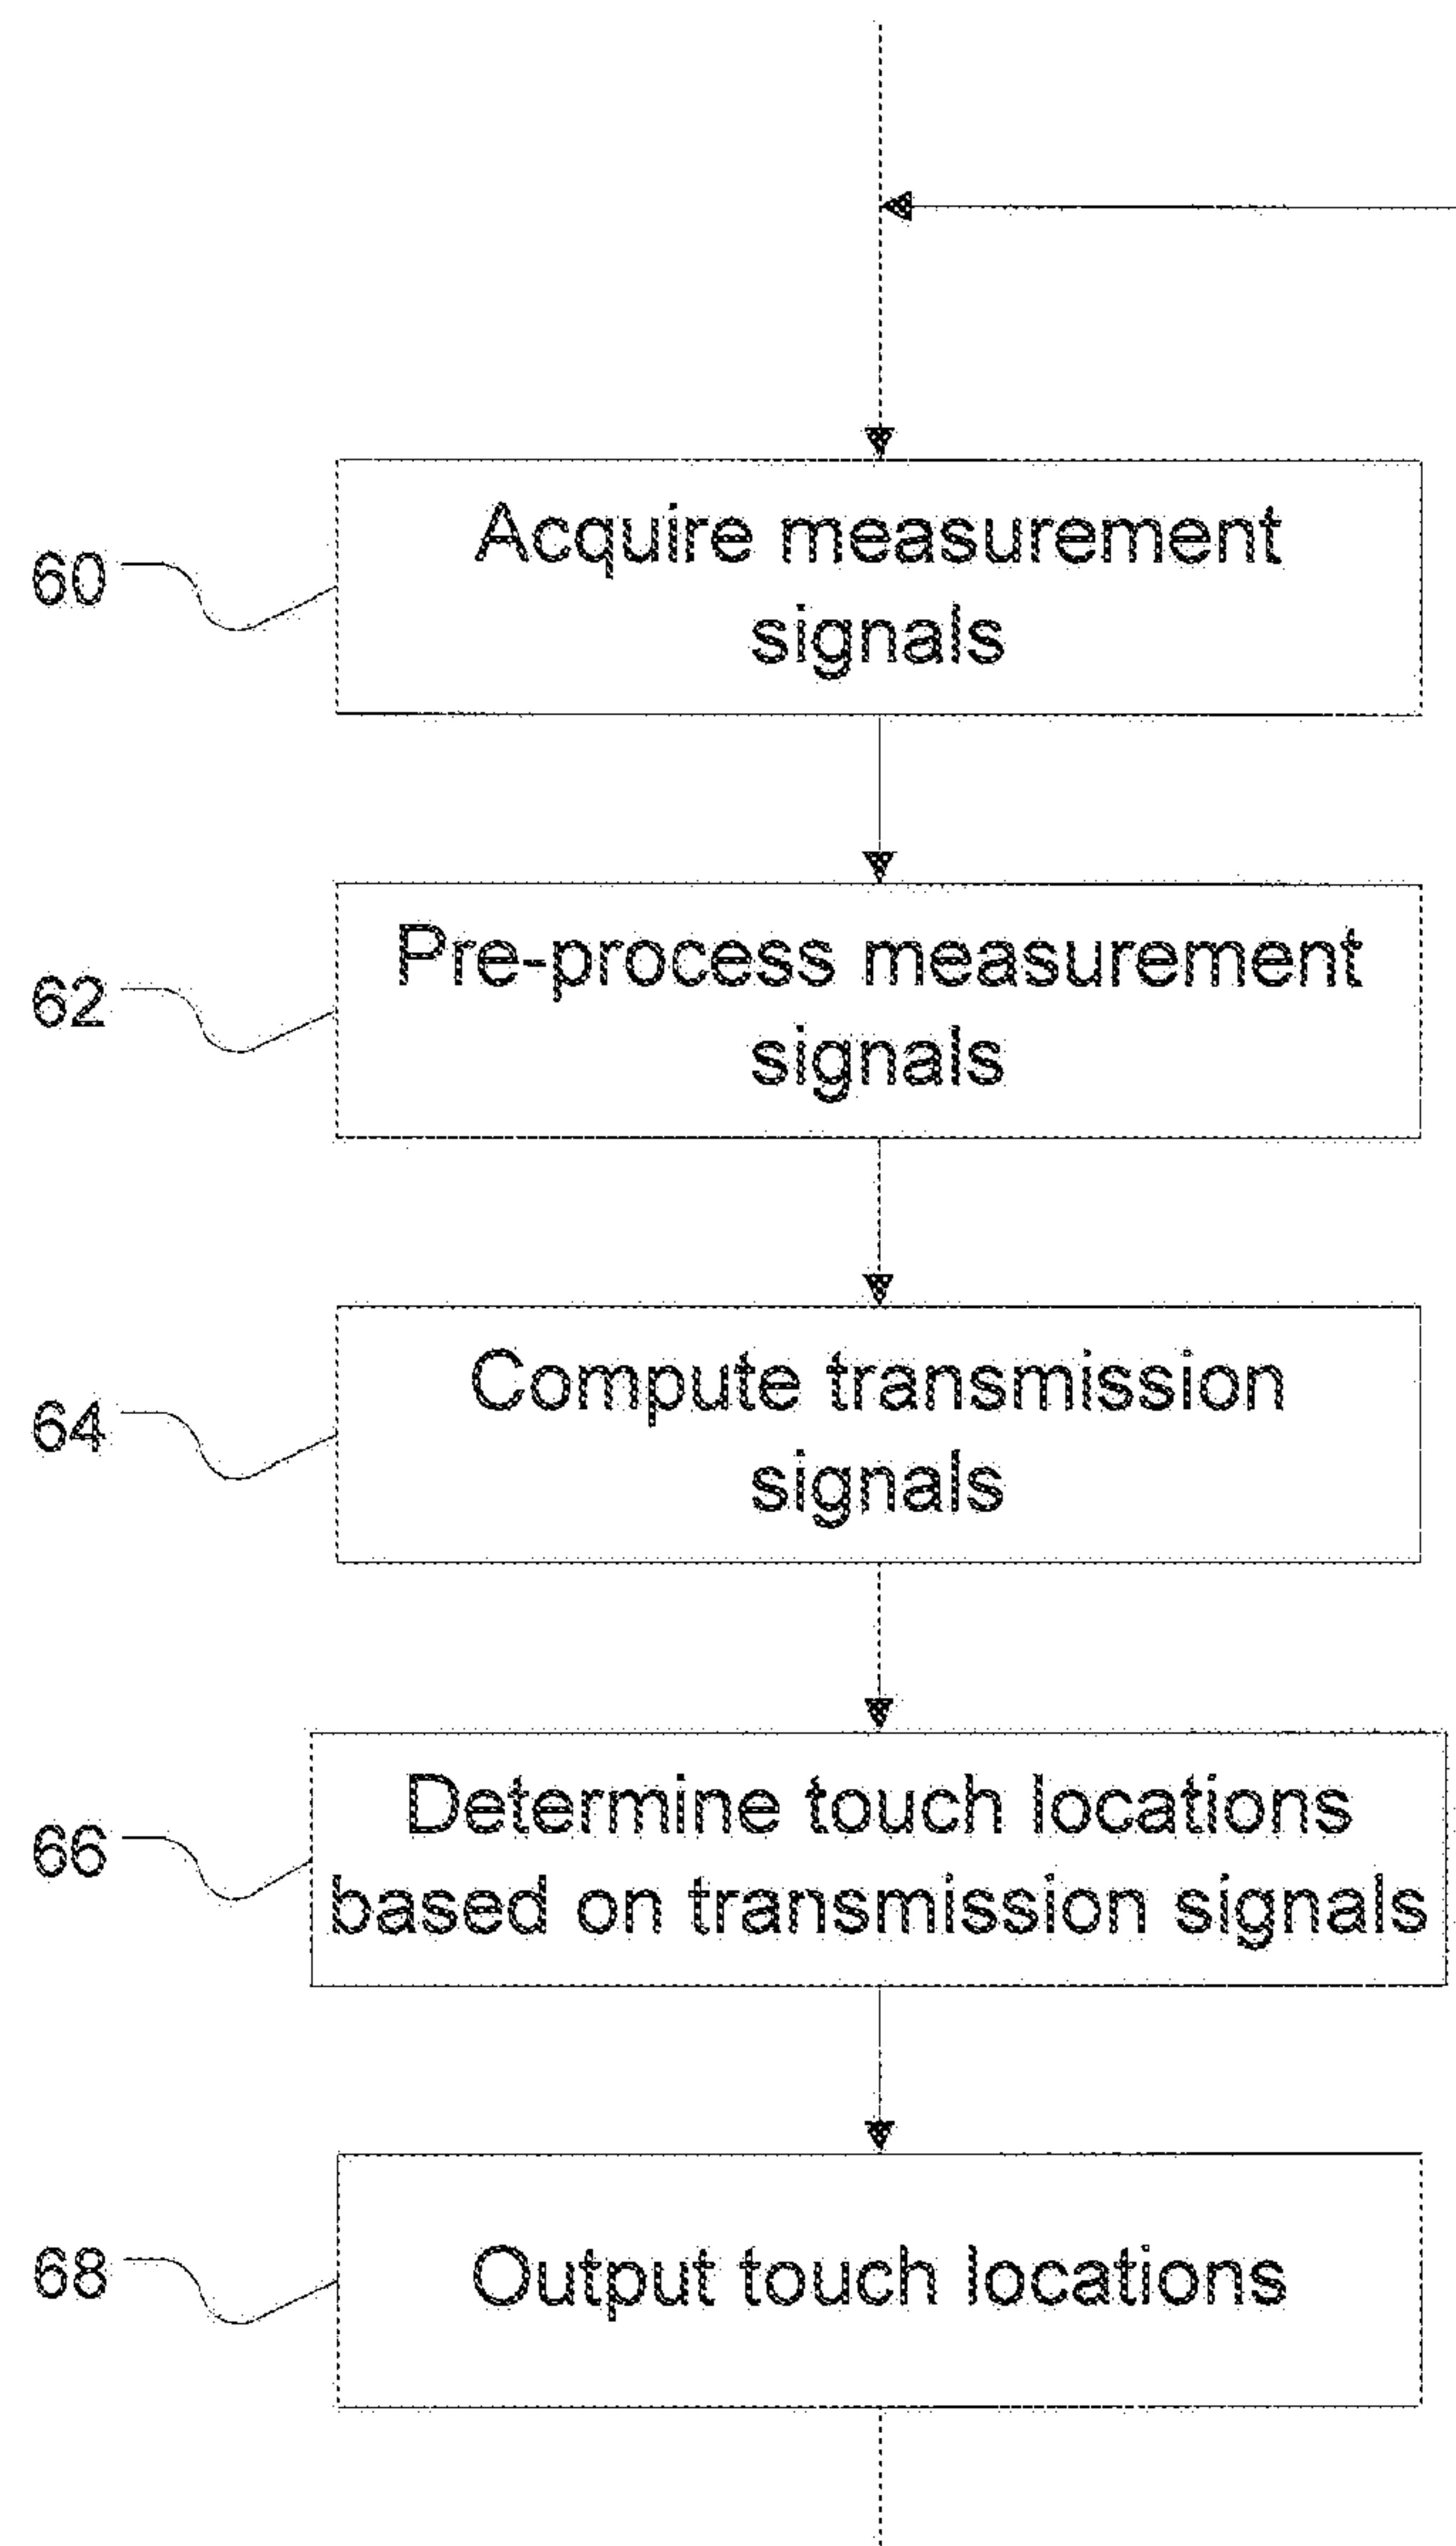 60
Acquire measurement
signals
62
Pre-process measurement
signals
64
Compute transmission
signals
66
Determine touch locations
based on transmission signals
68
Output touch locations